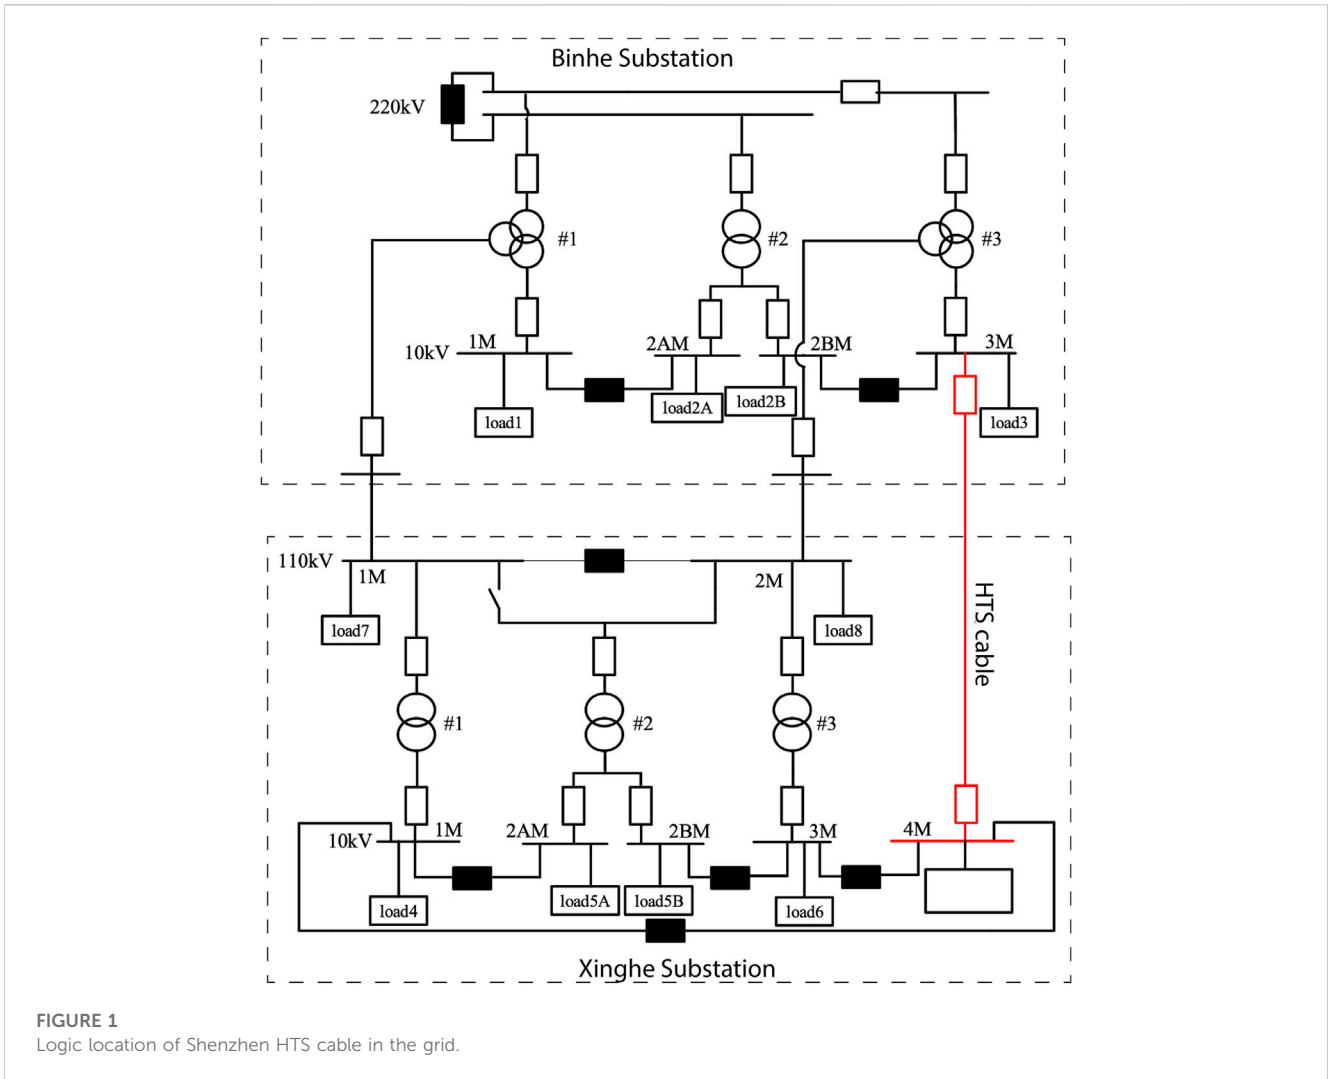 Binhe Substation
220kV
#1
#2
#3
10kV
1M
2AM
2BM
3M
load1
load2A
load2B
load3
110kV
1M
2M
load7
load8
HTS cable
#1
#2
#3
10kV
1M
2AM
2BM
3M
4M
load4
load5A
load5B
load6
Xinghe Substation
FIGURE 1
Logic location of Shenzhen HTS cable in the grid.